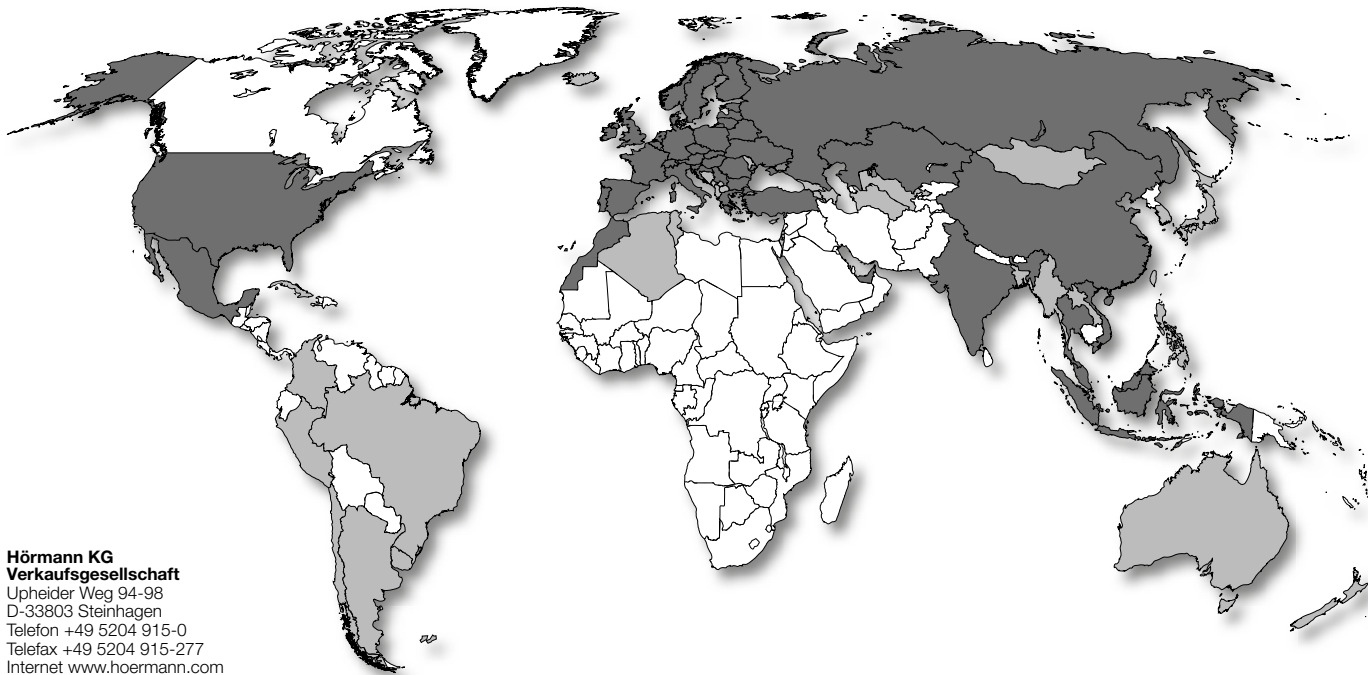 Hörmann KG
Verkaufsgesellschaft
Upheider Weg 94-98
D-33803 Steinhagen
Telefon +49 5204 915-0
Telefax +49 5204 915-277
Internet www.hoermann.com